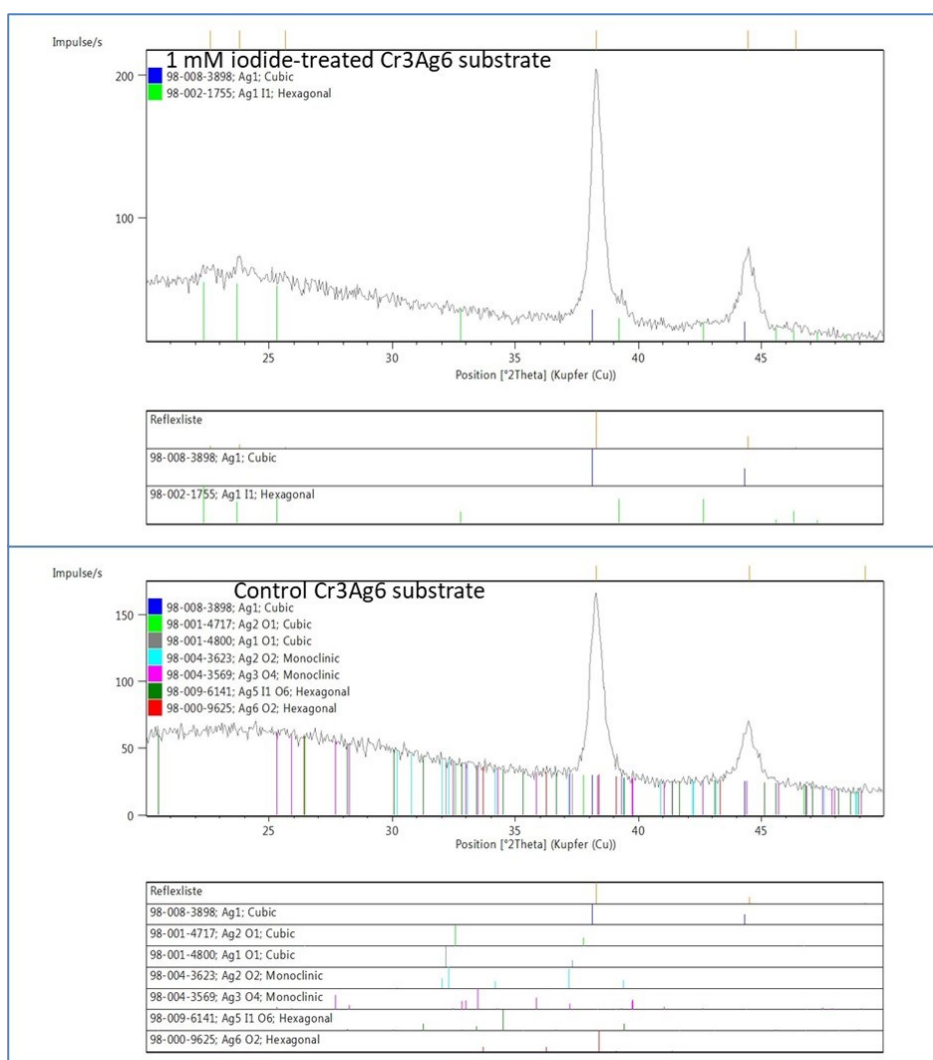 Impulse/s
1 mM iodide-treated Cr3Ag6 substrate
200
98-008-3898; Ag1; Cubic
98-002-1755; Ag1 I1; Hexagonal
100
25 30 35 40 45
Position [°2Theta] (Kupfer (Cu))
Reflexliste
98-008-3898; Ag1; Cubic
98-002-1755; Ag1 I1; Hexagonal
Impulse/s
Control Cr3Ag6 substrate
150
98-008-3898; Ag1; Cubic
98-001-4717; Ag2 O1; Cubic
98-001-4800; Ag1 O1; Cubic
98-004-3623; Ag2 O2; Monoclinic
100
98-004-3569; Ag3 O4; Monoclinic
98-009-6141; Ag5 I1 O6; Hexagonal
98-000-9625; Ag6 O2; Hexagonal
50
0
25 30 35 40 45
Position [°2Theta] (Kupfer (Cu))
Reflexliste
98-008-3898; Ag1; Cubic
98-001-4717; Ag2 O1; Cubic
98-001-4800; Ag1 O1; Cubic
98-004-3623; Ag2 O2; Monoclinic
98-004-3569; Ag3 O4; Monoclinic
98-009-6141; Ag5 I1 O6; Hexagonal
98-000-9625; Ag6 O2; Hexagonal